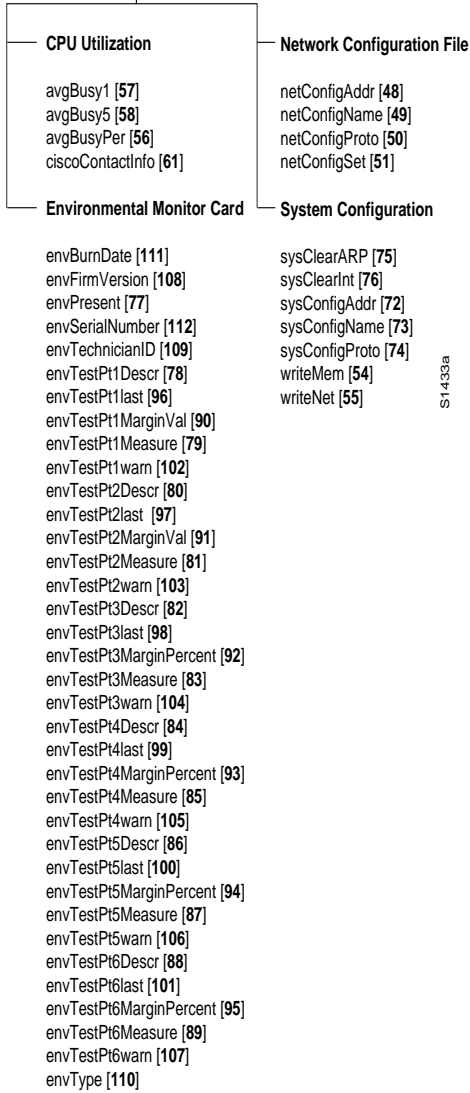 CPU Utilization
avgBusy1 [57]
avgBusy5 [58]
avgBusyPer [56]
ciscoContactInfo [61]
Environmental Monitor Card
envBurnDate [111]
envFirmVersion [108]
envPresent [77]
envSerialNumber [112]
envTechnicianID [109]
envTestPt1Descr [78]
envTestPt1last [96]
envTestPt1MarginVal [90]
envTestPt1Measure [79]
envTestPt1warn [102]
envTestPt2Descr [80]
envTestPt2last [97]
envTestPt2MarginVal [91]
envTestPt2Measure [81]
envTestPt2warn [103]
envTestPt3Descr [82]
envTestPt3last [98]
envTestPt3MarginPercent [92]
envTestPt3Measure [83]
envTestPt3warn [104]
envTestPt4Descr [84]
envTestPt4last [99]
envTestPt4MarginPercent [93]
envTestPt4Measure [85]
envTestPt4warn [105]
envTestPt5Descr [86]
envTestPt5last [100]
envTestPt5MarginPercent [94]
envTestPt5Measure [87]
envTestPt5warn [106]
envTestPt6Descr [88]
envTestPt6last [101]
envTestPt6MarginPercent [95]
envTestPt6Measure [89]
envTestPt6warn [107]
envType [110]
Network Configuration File
netConfigAddr [48]
netConfigName [49]
netConfigProto [50]
netConfigSet [51]
System Configuration
sysClearARP [75]
sysClearInt [76]
sysConfigAddr [72]
sysConfigName [73]
sysConfigProto [74]
writeMem [54]
writeNet [55]
S1433a